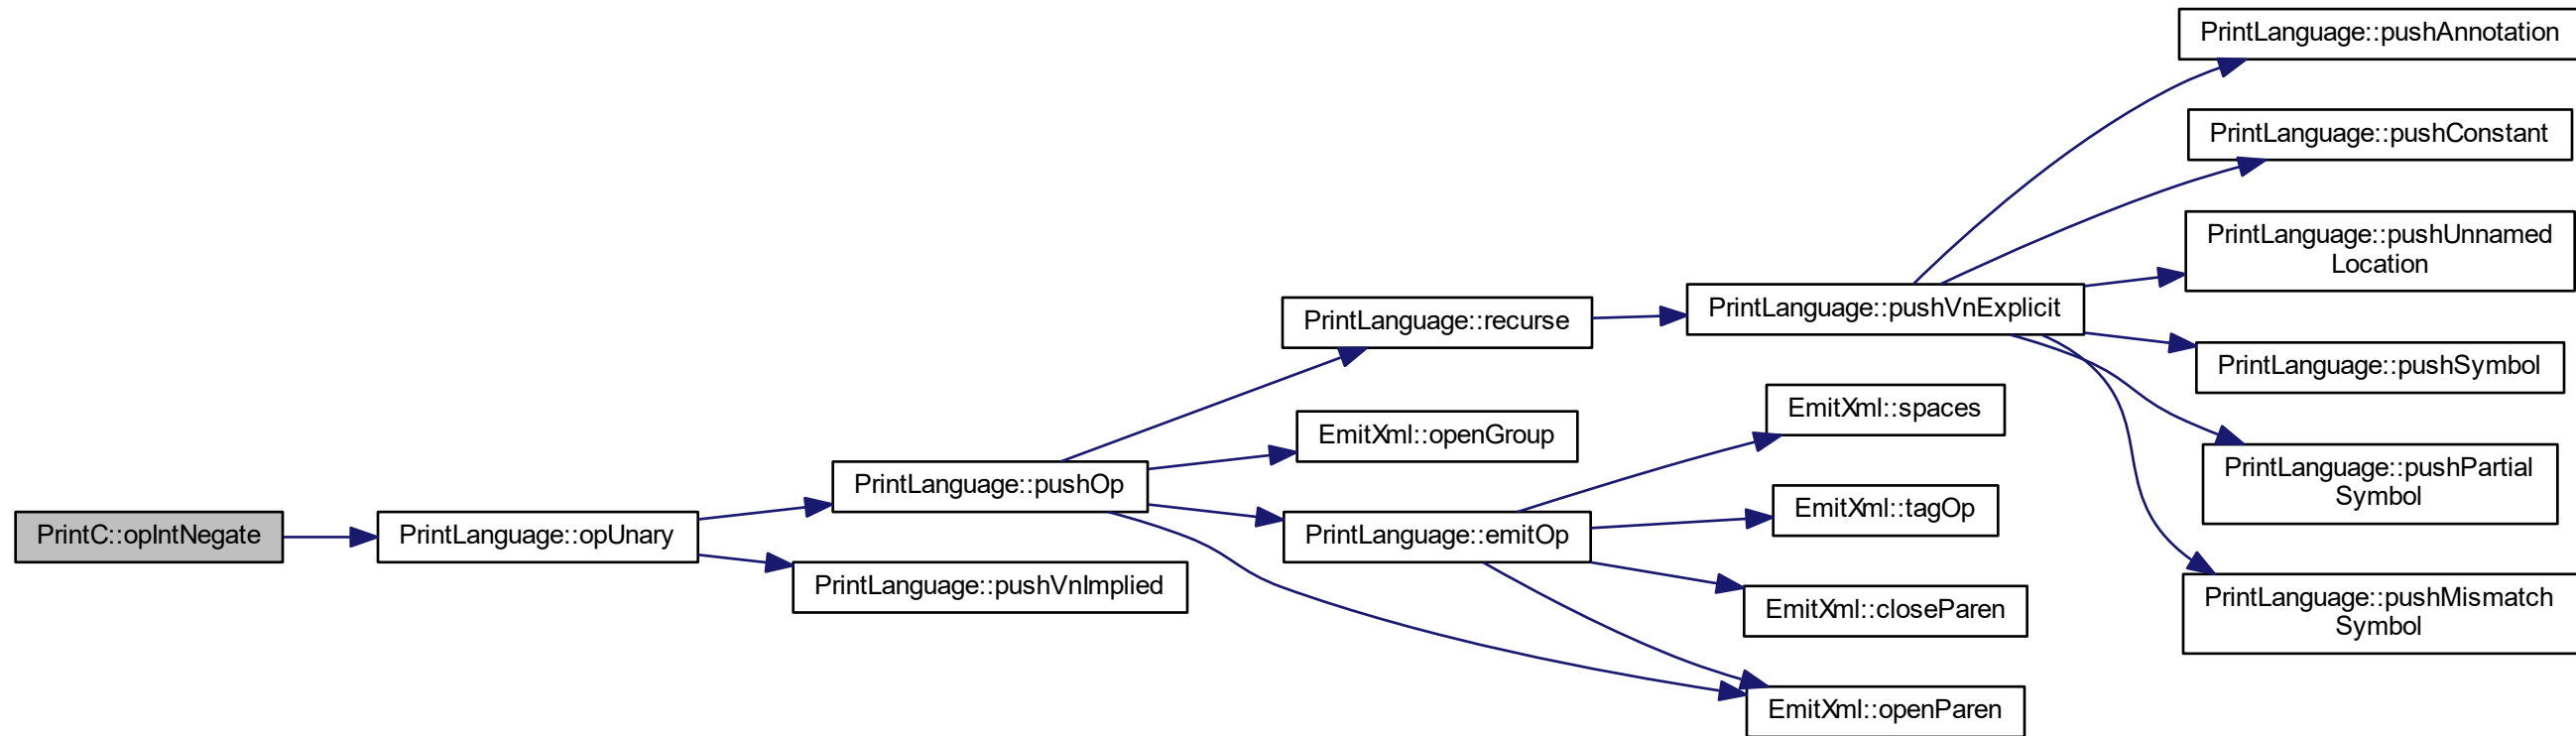 PrintLanguage::pushAnnotation
PrintLanguage::pushConstant
PrintLanguage::pushUnnamed
Location
PrintLanguage::recurse
PrintLanguage::pushVnExplicit
PrintLanguage::pushSymbol
EmitXml::spaces
EmitXml::openGroup
PrintLanguage::pushPartial
Symbol
PrintLanguage::pushOp
EmitXml::tagOp
PrintC::opIntNegate
PrintLanguage::opUnary
PrintLanguage::emitOp
PrintLanguage::pushVnImplied
EmitXml::closeParen
PrintLanguage::pushMismatch
Symbol
EmitXml::openParen